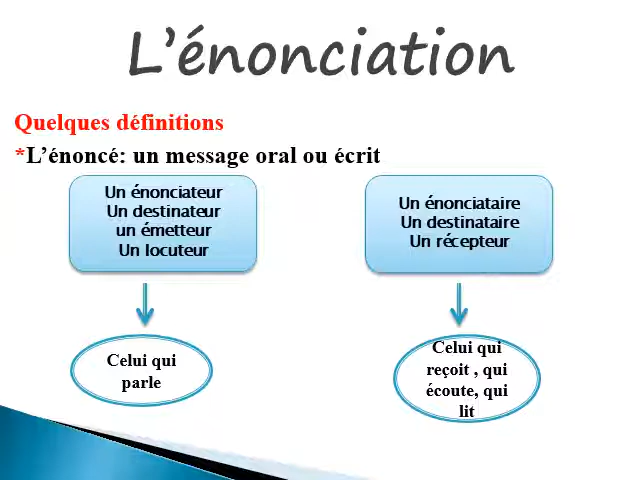 L’énonciation
Quelques définitions
*L’énoncé: un message oral ou écrit
Un énonciateur
Un destinateur
un émetteur
Un locuteur
Un énonciataire
Un destinataire
Un récepteur
Celui qui
parle
Celui qui
reçoit , qui
écoute, qui
lit